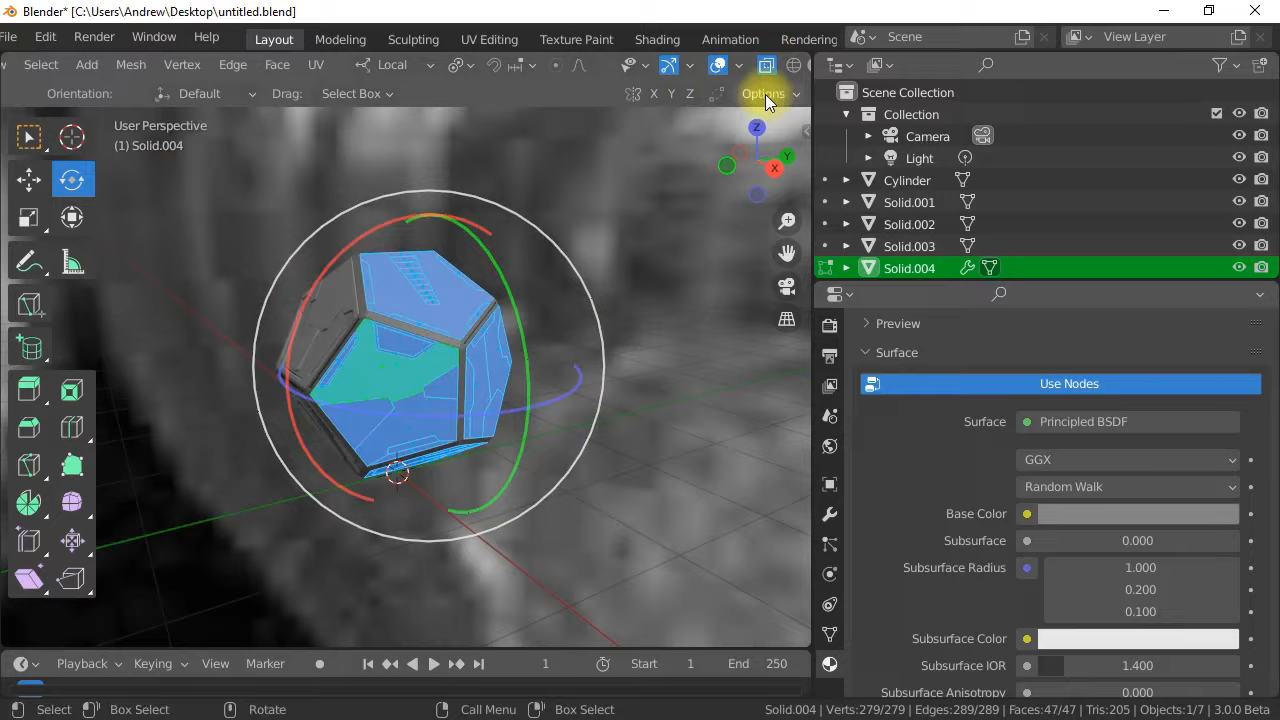 Blender* [C:\Users\Andrew\Desktop\untitled.blend]
File Edit Render Window Help Layout Modeling Sculpting UV Editing Texture Paint Shading Animation Rendering Scene View Layer
Select Add Mesh Vertex Edge Face UV Local
Orientation: Default Drag: Select Box X Y Z Options
User Perspective
(1) Solid.004
Z
Y
X
Scene Collection
Collection
Camera
Light
Cylinder
Solid.001
Solid.002
Solid.003
Solid.004
Preview
Surface
Use Nodes
Surface Principled BSDF
GGX
Random Walk
Base Color
Subsurface 0.000
Subsurface Radius 1.000
0.200
0.100
Subsurface Color
Subsurface IOR 1.400
Subsurface Anisotropy 0.000
Playback Keying View Marker 1 Start 1 End 250
Select Box Select Rotate Call Menu Box Select Solid.004 | Verts:279/279 | Edges:289/289 | Faces:47/47 | Tris:205 | Objects:1/7 | 3.0.0 Beta